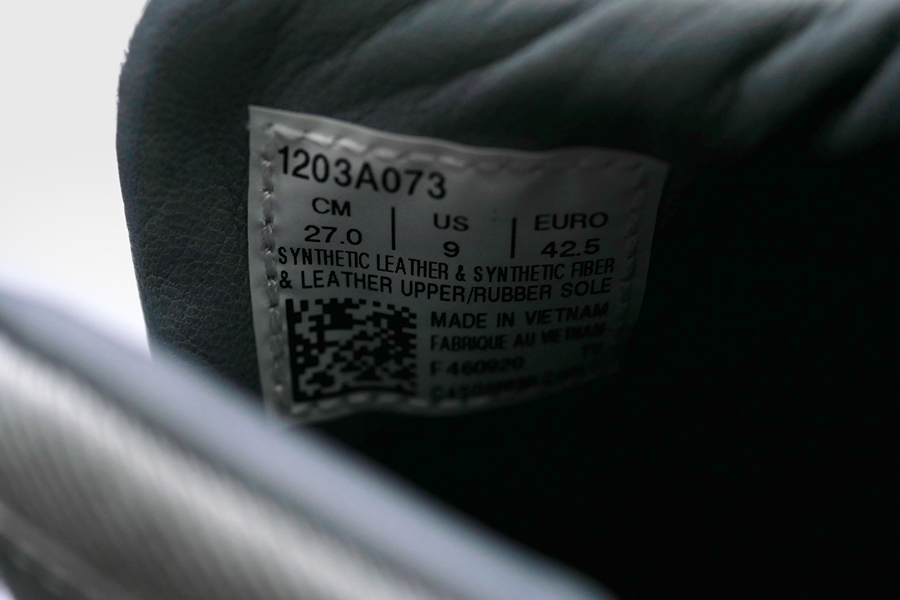 1203A073
CM | US | EURO
27.0 | 9 | 42.5
SYNTHETIC LEATHER & SYNTHETIC FIBER
& LEATHER UPPER/RUBBER SOLE
MADE IN VIETNAM
FABRIQUE AU VIETNAM
F460920